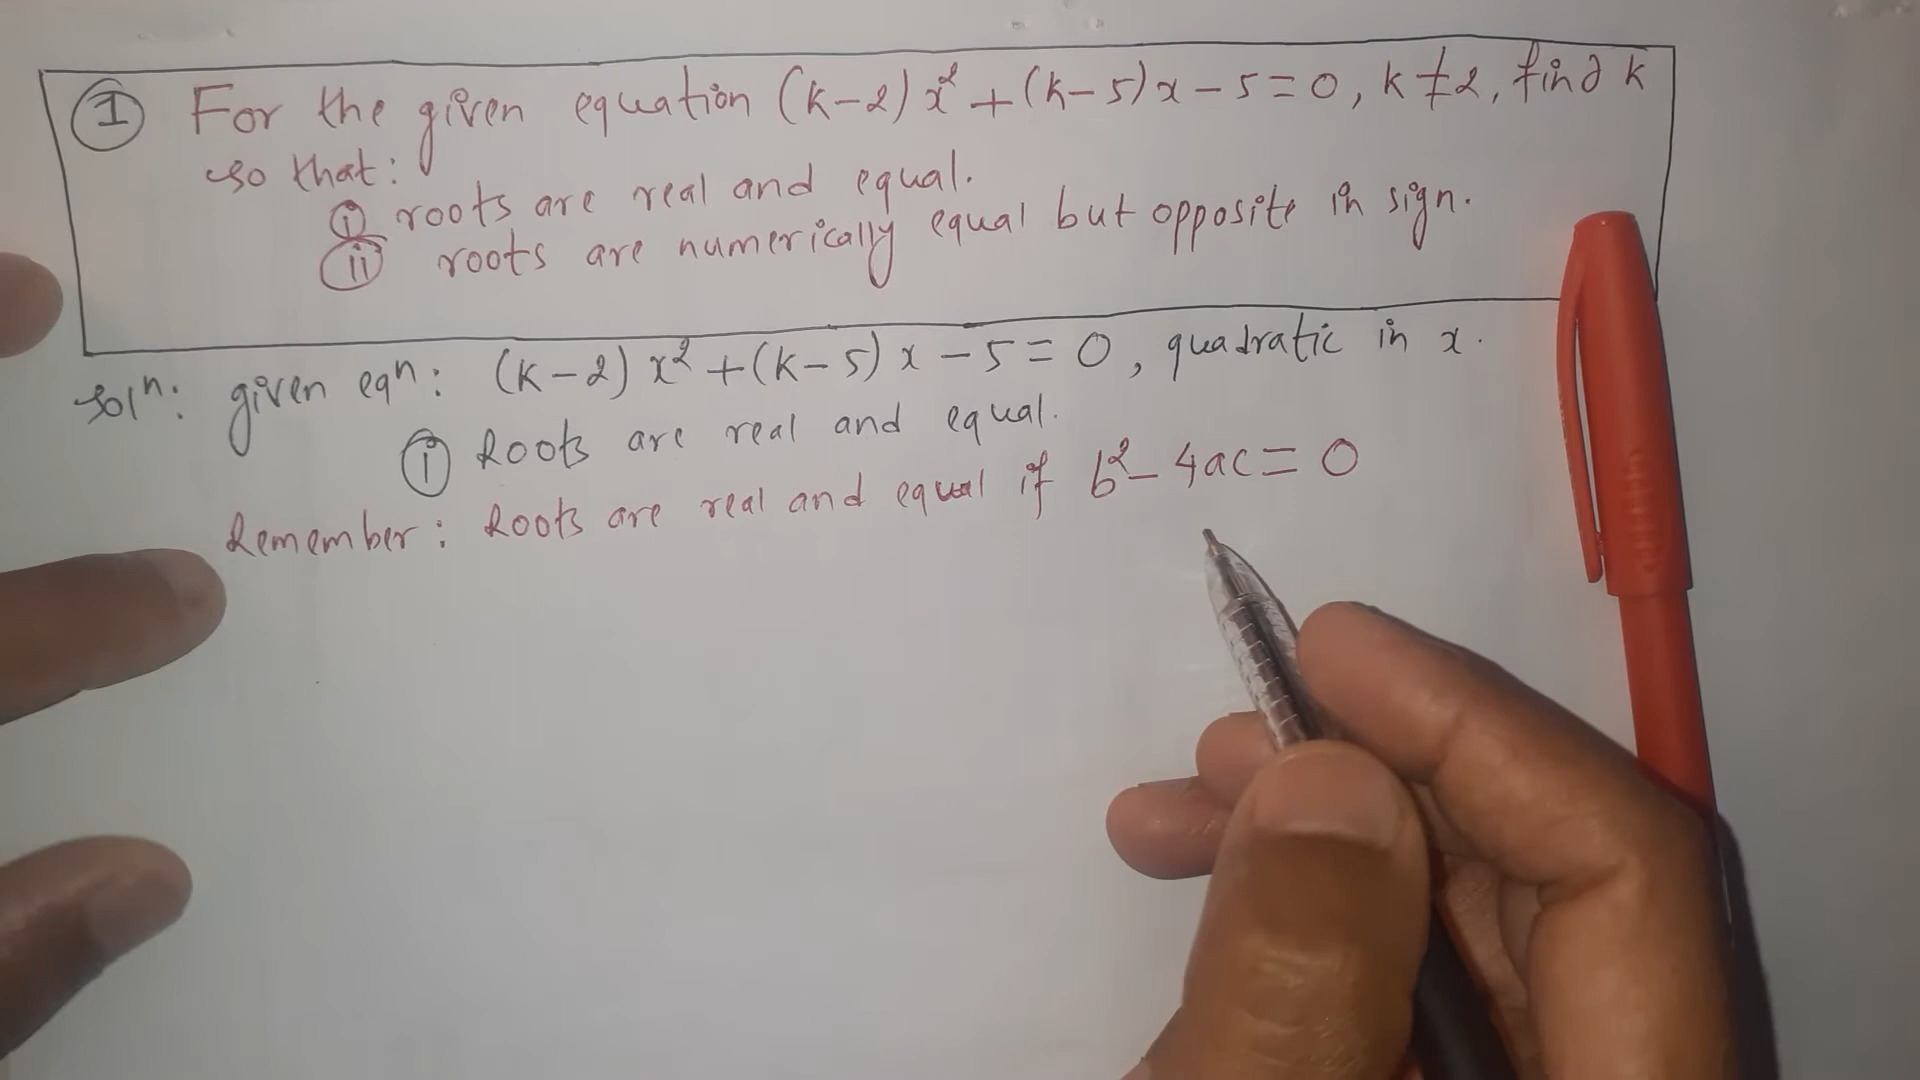 ① For the given equation (k-2)x²+(k-5)x-5=0, k≠2, find k
so that:
ⓘ roots are real and equal.
ⓘⓘ roots are numerically equal but opposite in sign.
Solⁿ: given eqⁿ: (k-2)x²+(k-5)x-5=0, quadratic in x.
ⓘ Roots are real and equal.
Remember: Roots are real and equal if b²-4ac=0